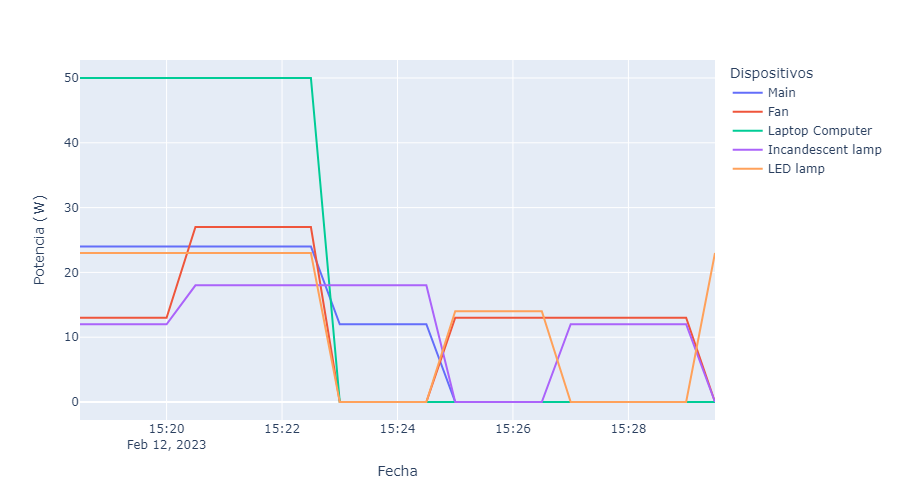 Dispositivos
Main
Fan
Laptop Computer
Incandescent lamp
LED lamp
Potencia (W)
50
40
30
20
10
0
15:20
Feb 12, 2023
15:22
15:24
15:26
15:28
Fecha